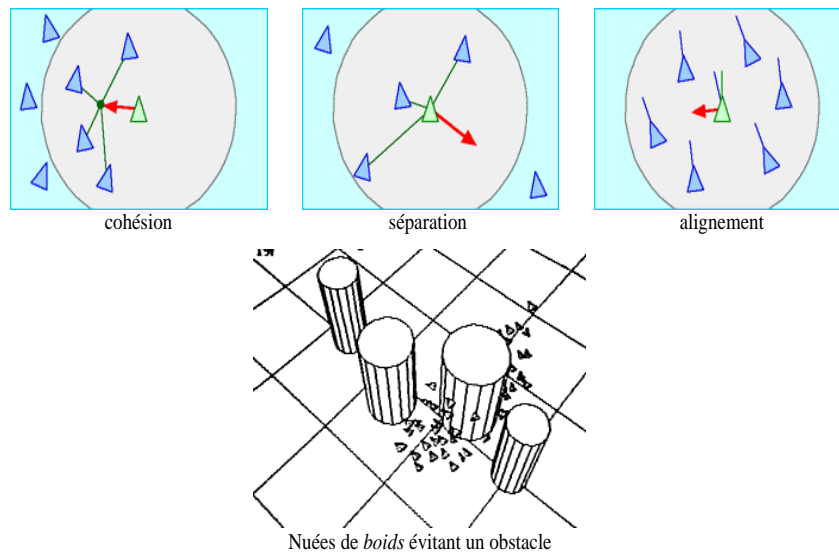 cohésion
séparation
alignement
Nuées de boids évitant un obstacle